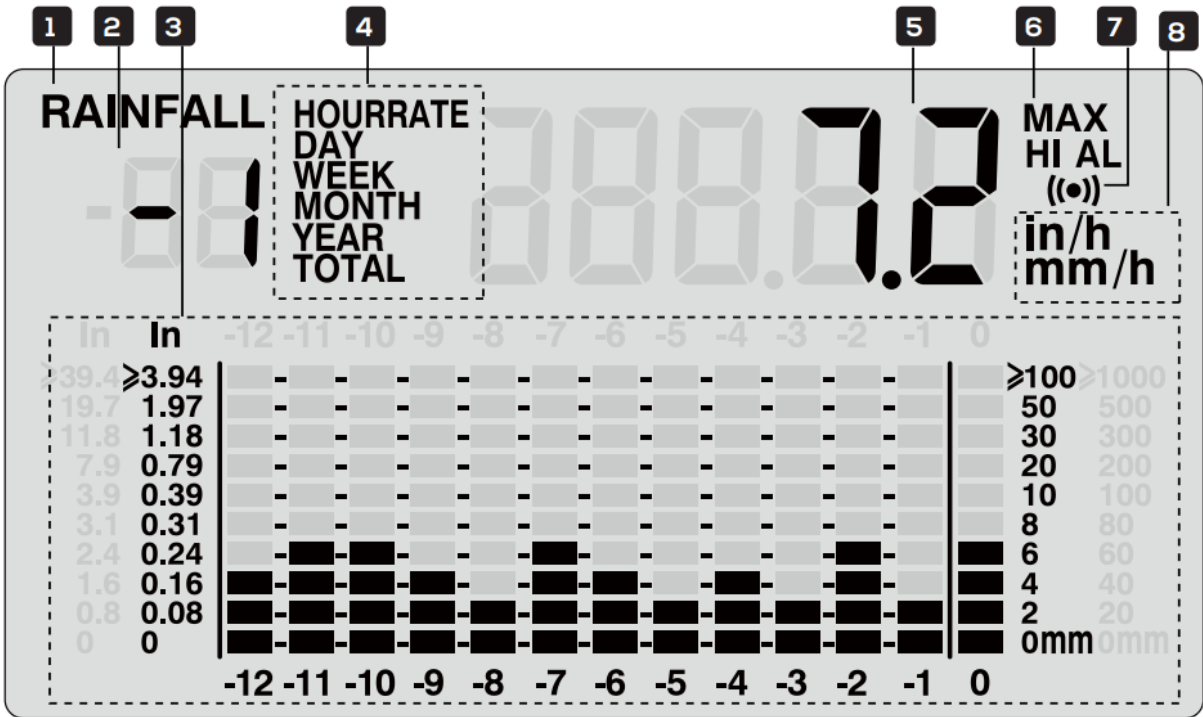 1 2 3 4 5 6 7 8
RAINFALL
-1
HOURRATE
DAY
WEEK
MONTH
YEAR
TOTAL
7.2
MAX
HI AL
in/h
mm/h
In In -12 -11 -10 -9 -8 -7 -6 -5 -4 -3 -2 -1 0
≥39.4 ≥3.94 ≥100 ≥1000
19.7 1.97 50 500
11.8 1.18 30 300
7.9 0.79 20 200
3.9 0.39 10 100
3.1 0.31 8 80
2.4 0.24 6 60
1.6 0.16 4 40
0.8 0.08 2 20
0 0 0mm 0mm
-12 -11 -10 -9 -8 -7 -6 -5 -4 -3 -2 -1 0